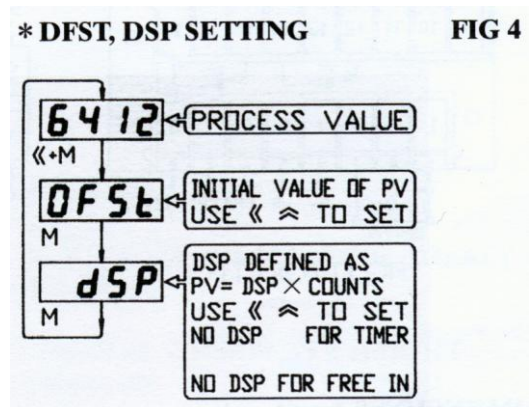 * DFST, DSP SETTING FIG 4
6412
PROCESS VALUE
≪+M
OFSt
INITIAL VALUE OF PV
USE ≪ ︽ TO SET
M
dSP
DSP DEFINED AS
PV= DSP × COUNTS
USE ≪ ︽ TO SET
NO DSP FOR TIMER
NO DSP FOR FREE IN
M